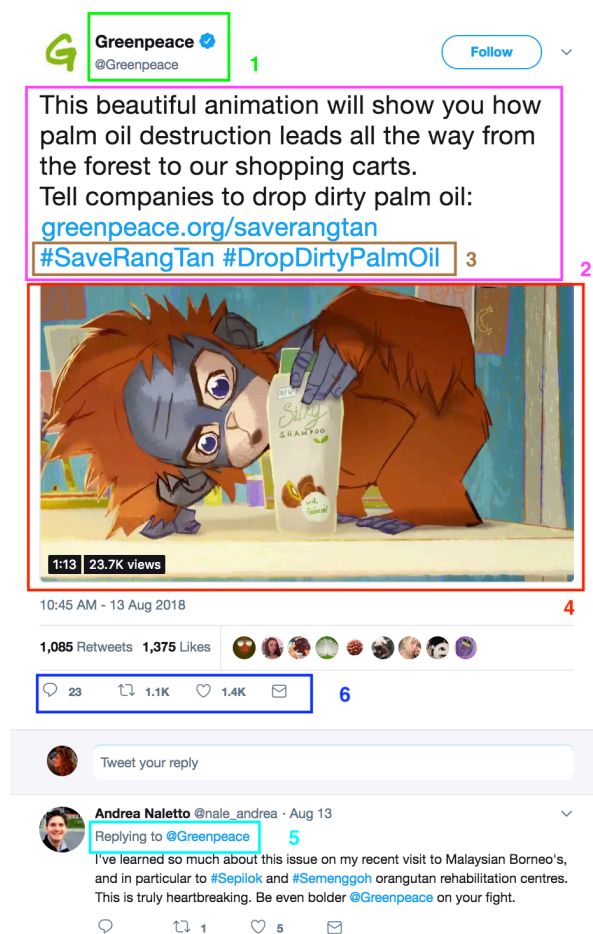 Greenpeace
@Greenpeace
1
Follow
This beautiful animation will show you how
palm oil destruction leads all the way from
the forest to our shopping carts.
Tell companies to drop dirty palm oil:
greenpeace.org/saverangtan
#SaveRangTan #DropDirtyPalmOil
3
2
NEW
Silky
SHAMPOO
with
Palm oil
1:13 23.7K views
4
10:45 AM - 13 Aug 2018
1,085 Retweets 1,375 Likes
23 1.1K 1.4K
6
Tweet your reply
Andrea Naletto @nale_andrea · Aug 13
Replying to @Greenpeace
5
I've learned so much about this issue on my recent visit to Malaysian Borneo's,
and in particular to #Sepilok and #Semenggoh orangutan rehabilitation centres.
This is truly heartbreaking. Be even bolder @Greenpeace on your fight.
1 5